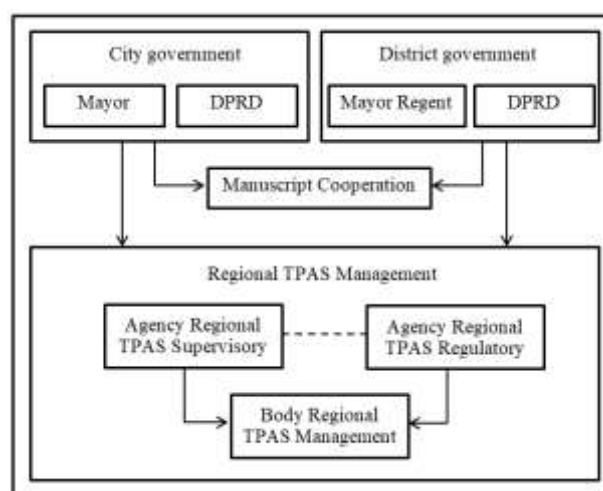 City government
District government
Mayor
DPRD
Mayor Regent
DPRD
Manuscript Cooperation
Regional TPAS Management
Agency Regional
TPAS Supervisory
Agency Regional
TPAS Regulatory
Body Regional
TPAS Management